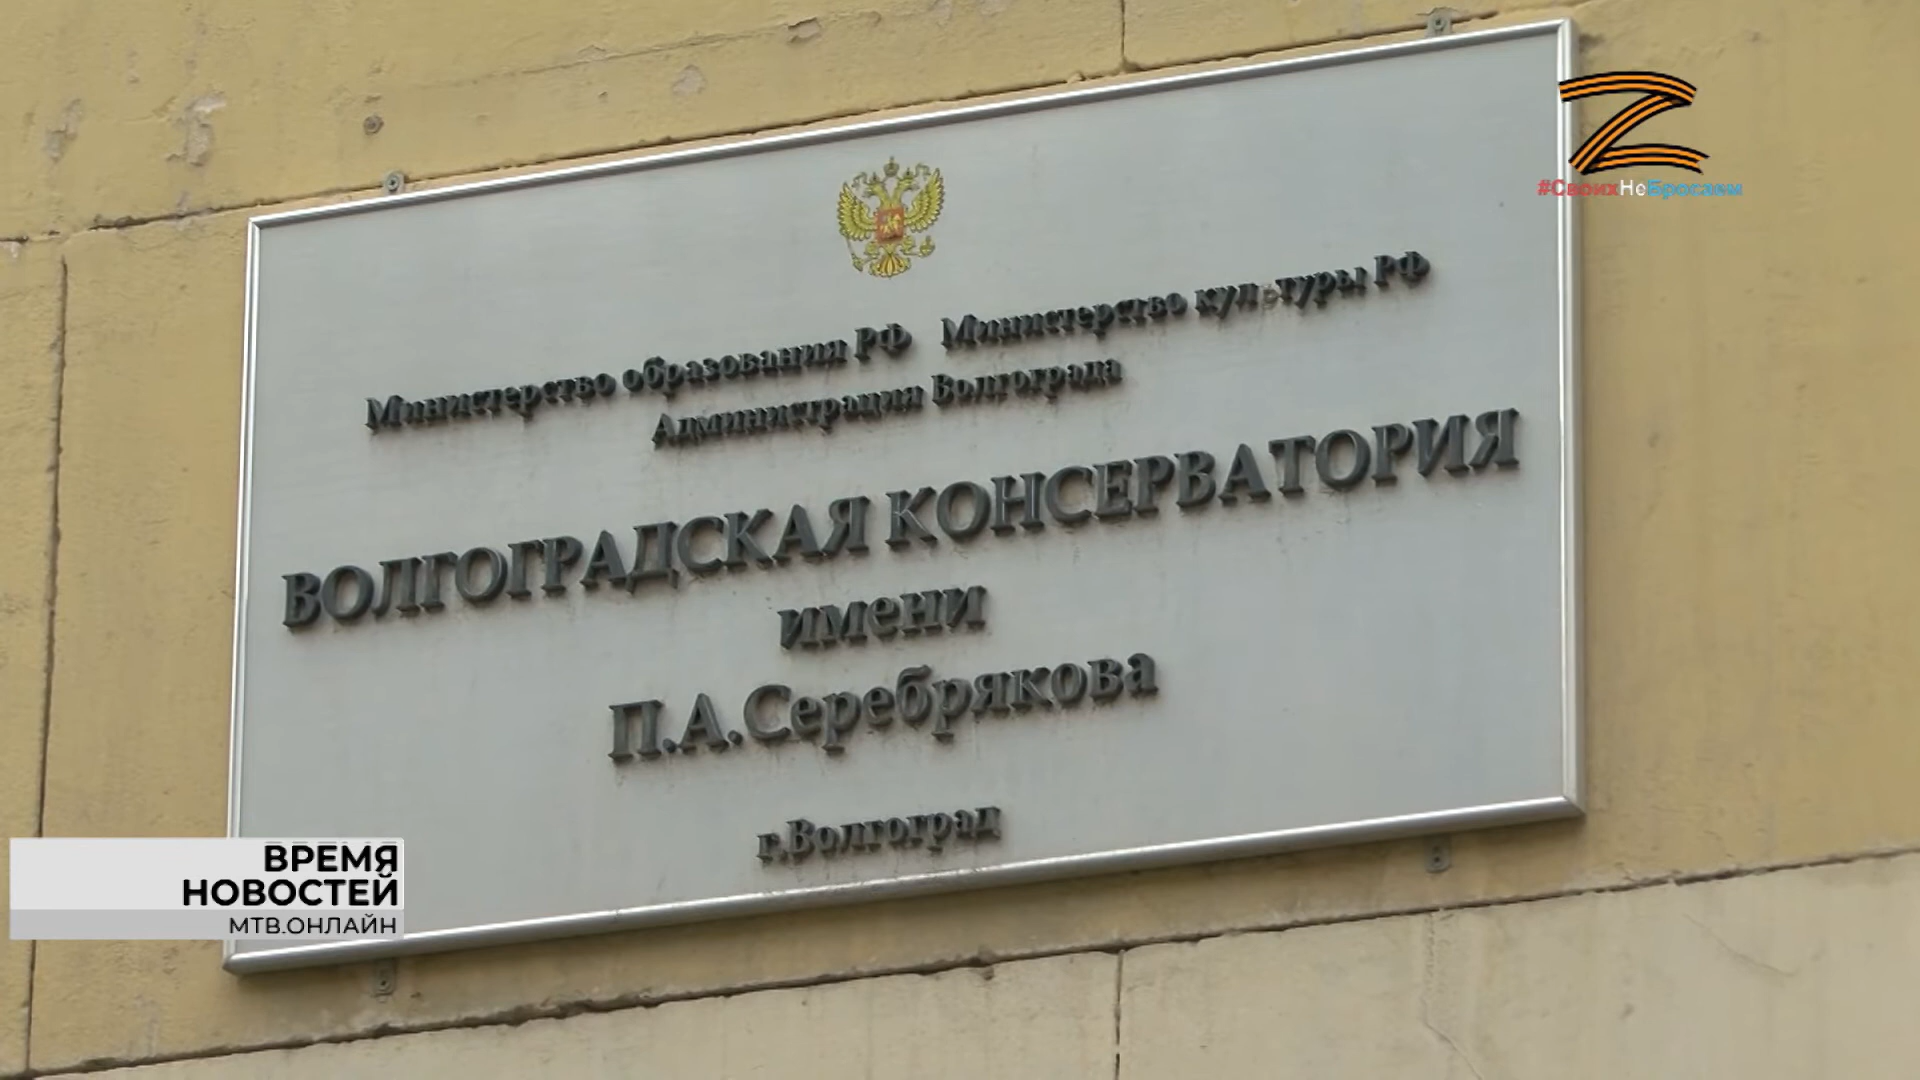 #СвоихНеБросаем
Министерство образования РФ Министерство культуры РФ
Администрация Волгограда
ВОЛГОГРАДСКАЯ КОНСЕРВАТОРИЯ
имени
П.А.Серебрякова
г.Волгоград
ВРЕМЯ
НОВОСТЕЙ
МТВ.ОНЛАЙН